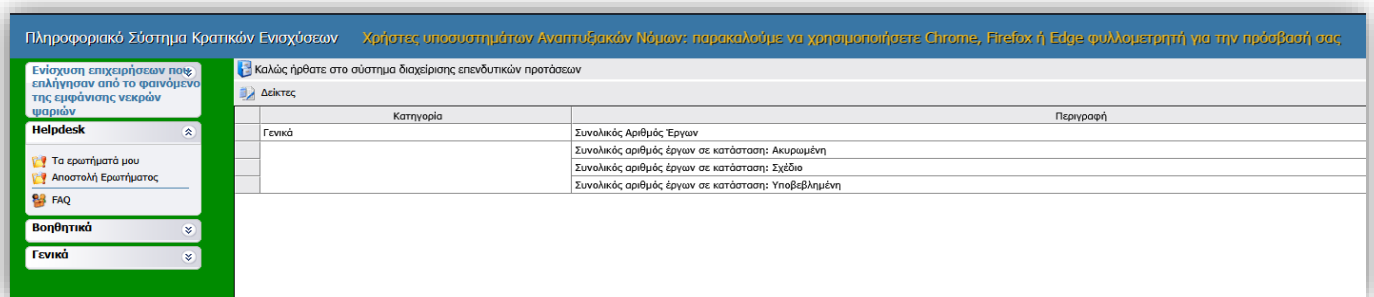 Πληροφοριακό Σύστημα Κρατικών Ενισχύσεων Χρήστες υποσυστημάτων Αναπτυξιακών Νόμων: παρακαλούμε να χρησιμοποιήσετε Chrome, Firefox ή Edge φυλλομετρητή για την πρόσβασή σας
Ενίσχυση επιχειρήσεων που
επλήγησαν από το φαινόμενο
της εμφάνισης νεκρών
ψαριών
Helpdesk
Τα ερωτήματά μου
Αποστολή Ερωτήματος
FAQ
Βοηθητικά
Γενικά
Καλώς ήρθατε στο σύστημα διαχείρισης επενδυτικών προτάσεων
Δείκτες
Κατηγορία Περιγραφή
Γενικά Συνολικός Αριθμός Έργων
Συνολικός αριθμός έργων σε κατάσταση: Ακυρωμένη
Συνολικός αριθμός έργων σε κατάσταση: Σχέδιο
Συνολικός αριθμός έργων σε κατάσταση: Υποβεβλημένη